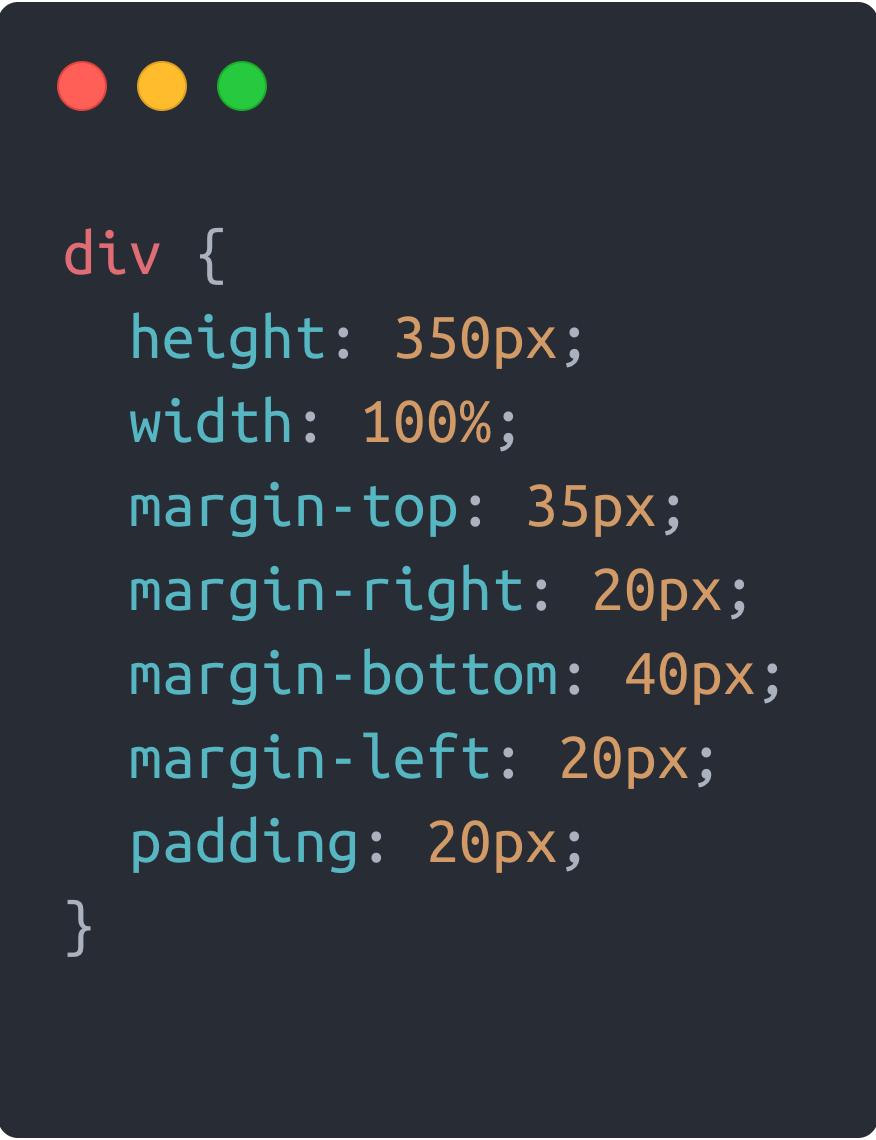 div {
  height: 350px;
  width: 100%;
  margin-top: 35px;
  margin-right: 20px;
  margin-bottom: 40px;
  margin-left: 20px;
  padding: 20px;
}